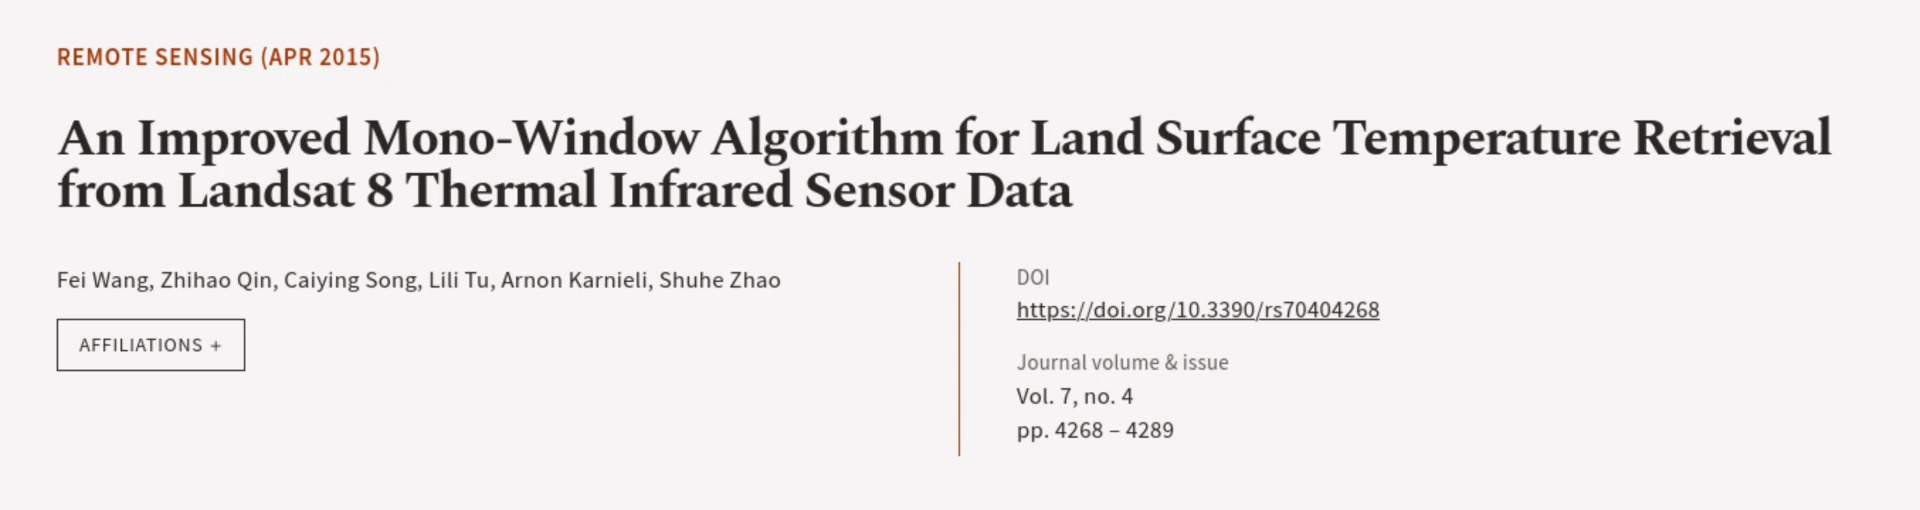 REMOTE SENSING (APR 2015)
An Improved Mono-Window Algorithm for Land Surface Temperature Retrieval
from Landsat 8 Thermal Infrared Sensor Data
Fei Wang, Zhihao Qin, Caiying Song, Lili Tu, Arnon Karnieli, Shuhe Zhao
AFFILIATIONS +
DOI
https://doi.org/10.3390/rs70404268
Journal volume & issue
Vol. 7, no. 4
pp. 4268 – 4289